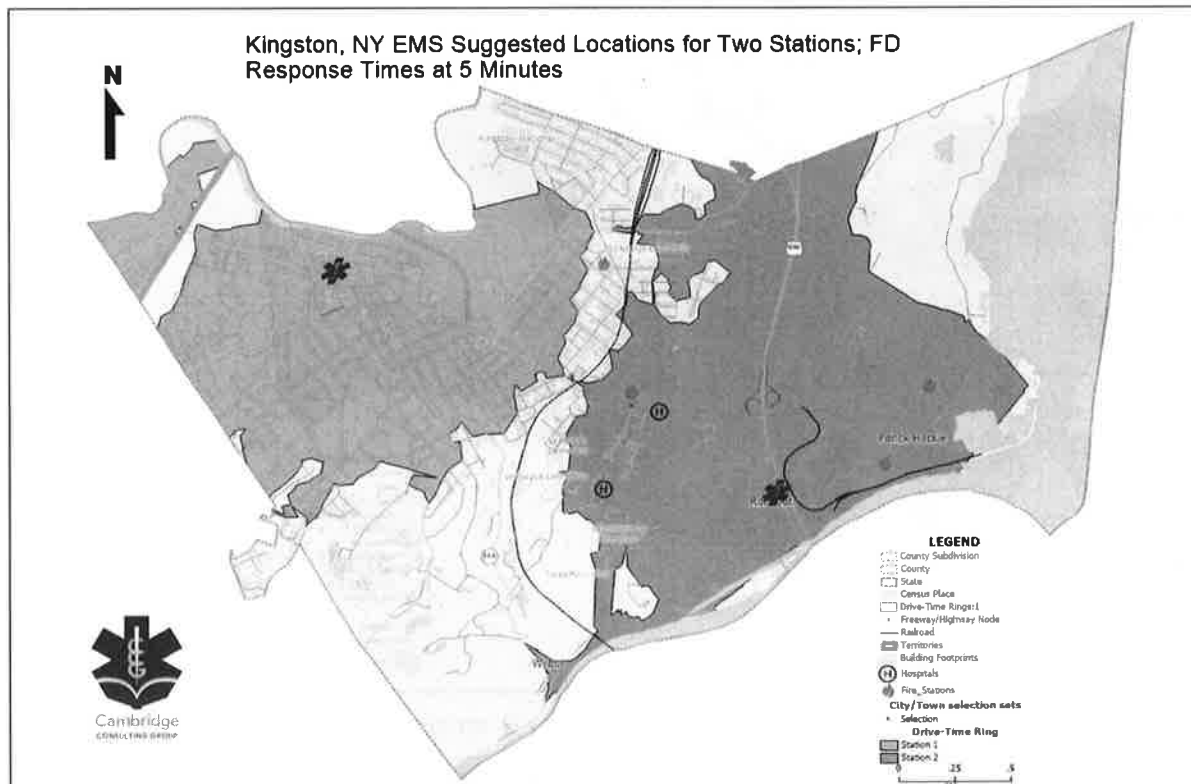 Kingston, NY EMS Suggested Locations for Two Stations; FD
Response Times at 5 Minutes
N
H
H
LEGEND
County Subdivision
County
State
Census Place
Drive-Time Rings:1
Freeway/Highway Node
Railroad
Territories
Building Footprints
H Hospitals
Fire_Stations
City/Town selection sets
Selection
Drive-Time Ring
Station 1
Station 2
0 .25 .5
Cambridge
CONSULTING GROUP